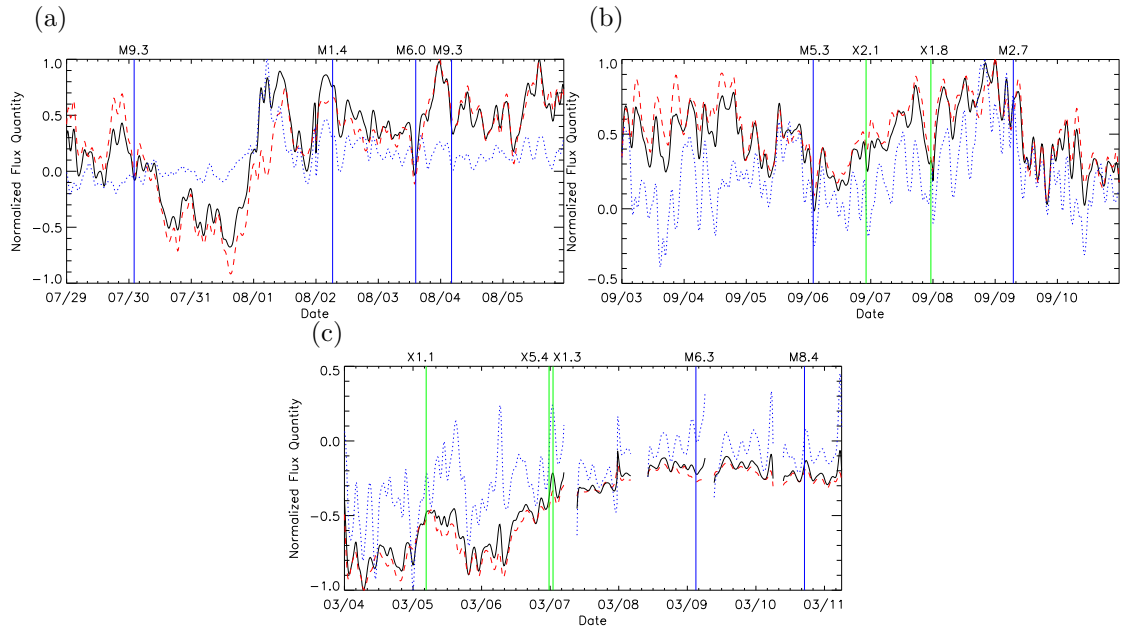 (a)
M9.3 M1.4 M6.0 M9.3
Normalized Flux Quantity
1.0
0.5
0.0
−0.5
−1.0
07/29 07/30 07/31 08/01 08/02 08/03 08/04 08/05
Date
(b)
M5.3 X2.1 X1.8 M2.7
Normalized Flux Quantity
1.0
0.5
0.0
−0.5
09/03 09/04 09/05 09/06 09/07 09/08 09/09 09/10
Date
(c)
X1.1 X5.4 X1.3 M6.3 M8.4
Normalized Flux Quantity
0.5
0.0
−0.5
−1.0
03/04 03/05 03/06 03/07 03/08 03/09 03/10 03/11
Date